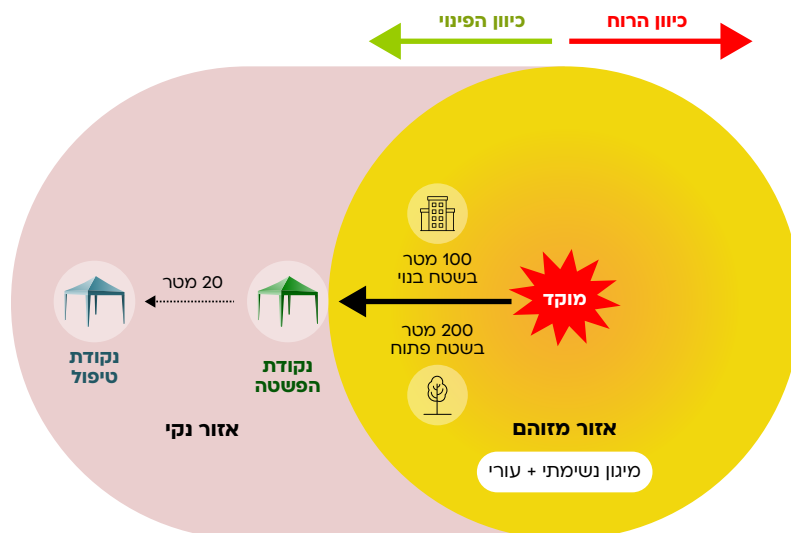 כיוון הרוח
כיוון הפינוי
100 מטר
בשטח בנוי
מוקד
20 מטר
200 מטר
בשטח פתוח
נקודת
הפשטה
נקודת
טיפול
אזור מזוהם
אזור נקי
מיגון נשימתי + עורי